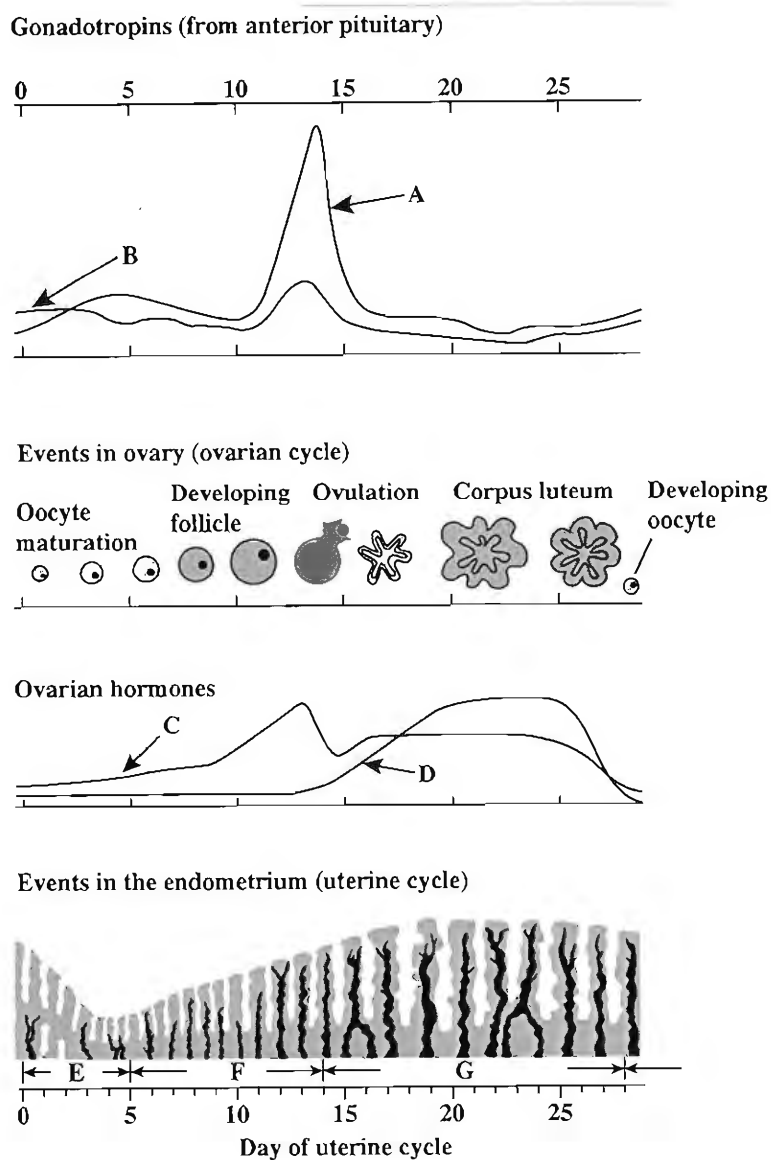 Gonadotropins (from anterior pituitary)
0 5 10 15 20 25
A
B
Events in ovary (ovarian cycle)
Oocyte
maturation
Developing
follicle
Ovulation
Corpus luteum
Developing
oocyte
Ovarian hormones
C
D
Events in the endometrium (uterine cycle)
E F G
0 5 10 15 20 25
Day of uterine cycle